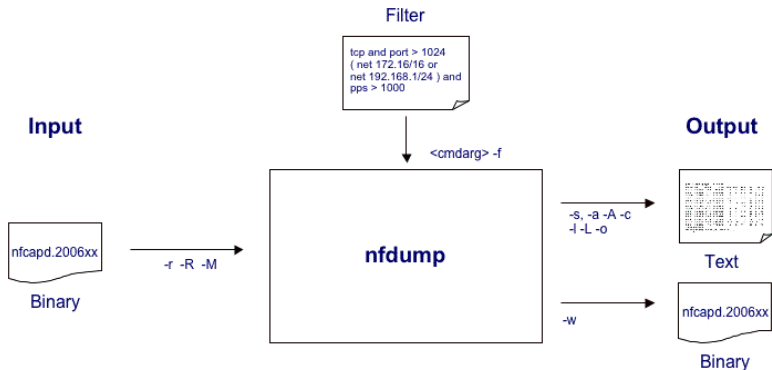 Filter
tcp and port > 1024
( net 172.16/16 or
net 192.168.1/24 ) and
pps > 1000
Input
Output
<cmdarg> -f
nfcapd.2006xx
-r -R -M
Binary
nfdump
-s, -a -A -c
-l -L -o
Text
-w
nfcapd.2006xx
Binary